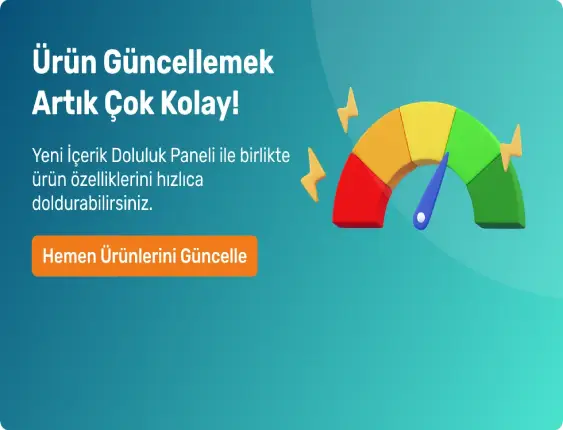 Ürün Güncellemek
Artık Çok Kolay!
Yeni İçerik Doluluk Paneli ile birlikte
ürün özelliklerini hızlıca
doldurabilirsiniz.
Hemen Ürünlerini Güncelle